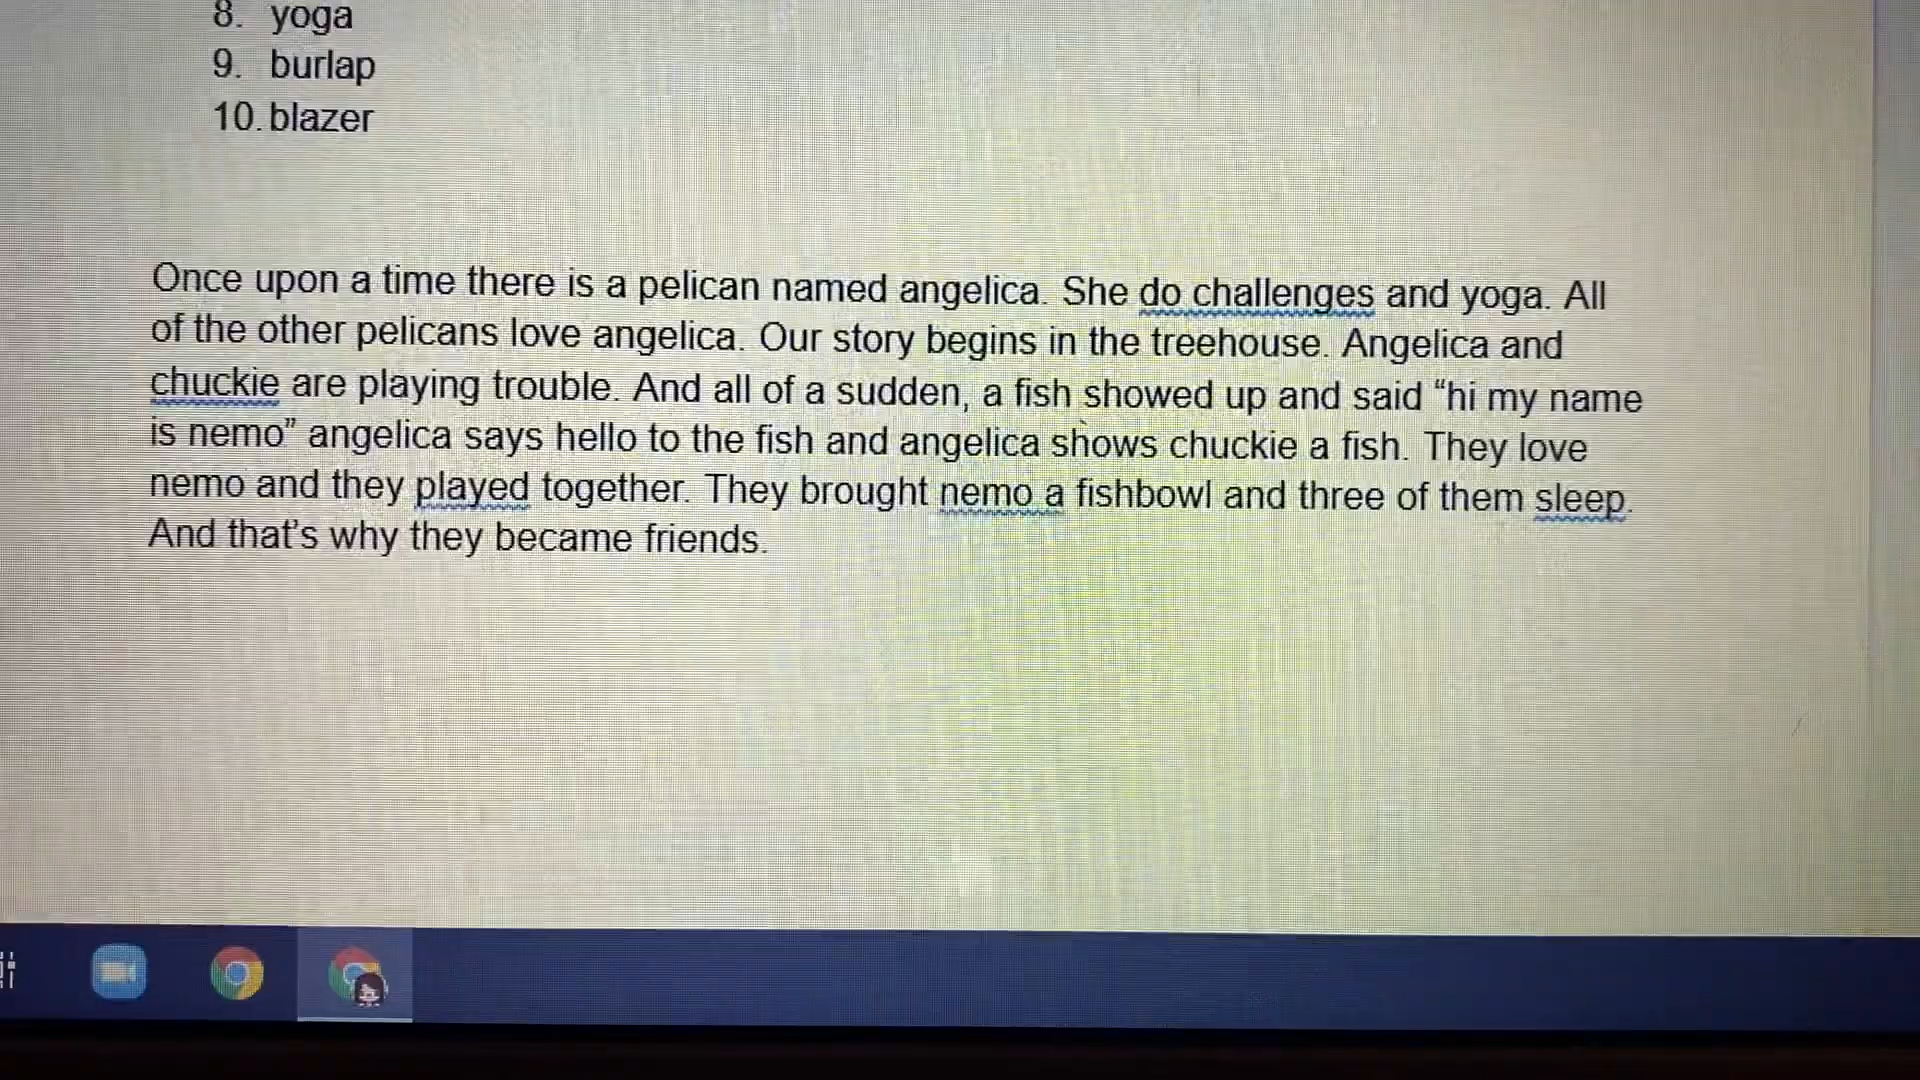 8. yoga
9. burlap
10. blazer
Once upon a time there is a pelican named angelica. She do challenges and yoga. All
of the other pelicans love angelica. Our story begins in the treehouse. Angelica and
chuckie are playing trouble. And all of a sudden, a fish showed up and said “hi my name
is nemo” angelica says hello to the fish and angelica shows chuckie a fish. They love
nemo and they played together. They brought nemo a fishbowl and three of them sleep.
And that's why they became friends.